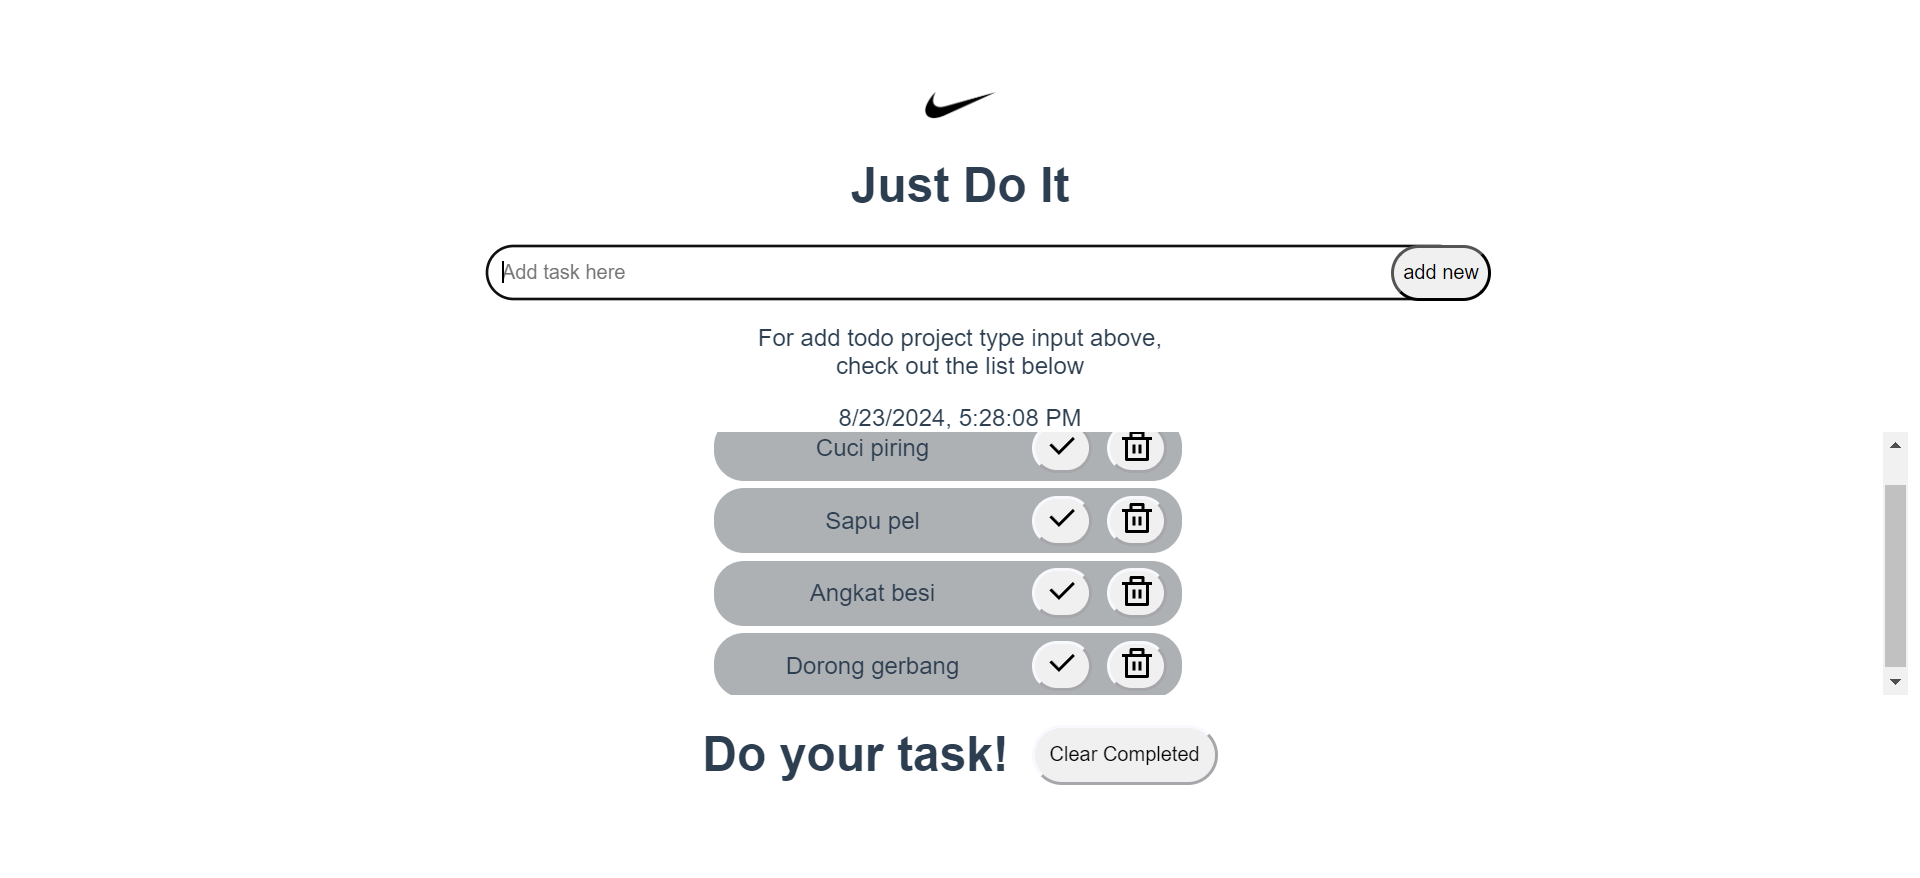 Just Do It
Add task here
add new
For add todo project type input above,
check out the list below
8/23/2024, 5:28:08 PM
Cuci piring
Sapu pel
Angkat besi
Dorong gerbang
Do your task!
Clear Completed